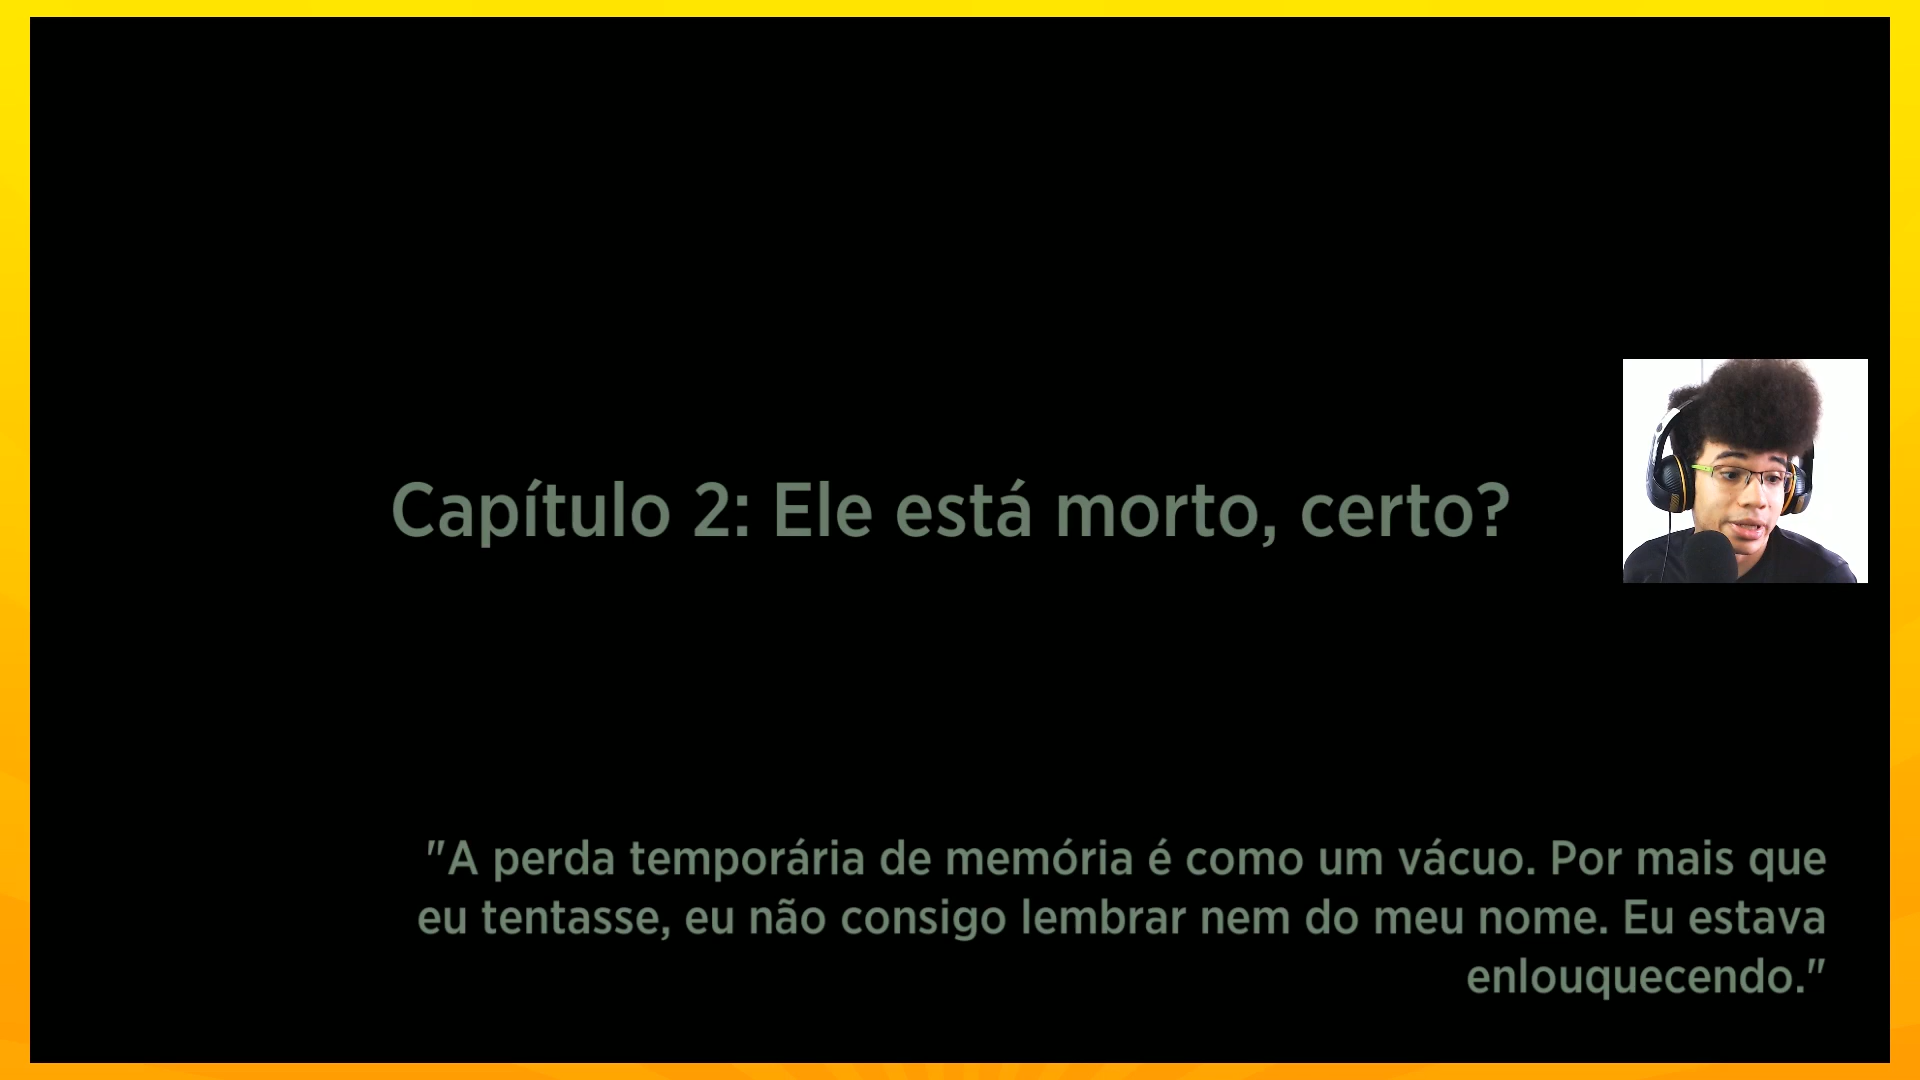 Capítulo 2: Ele está morto, certo?
"A perda temporária de memória é como um vácuo. Por mais que
eu tentasse, eu não consigo lembrar nem do meu nome. Eu estava
enlouquecendo."